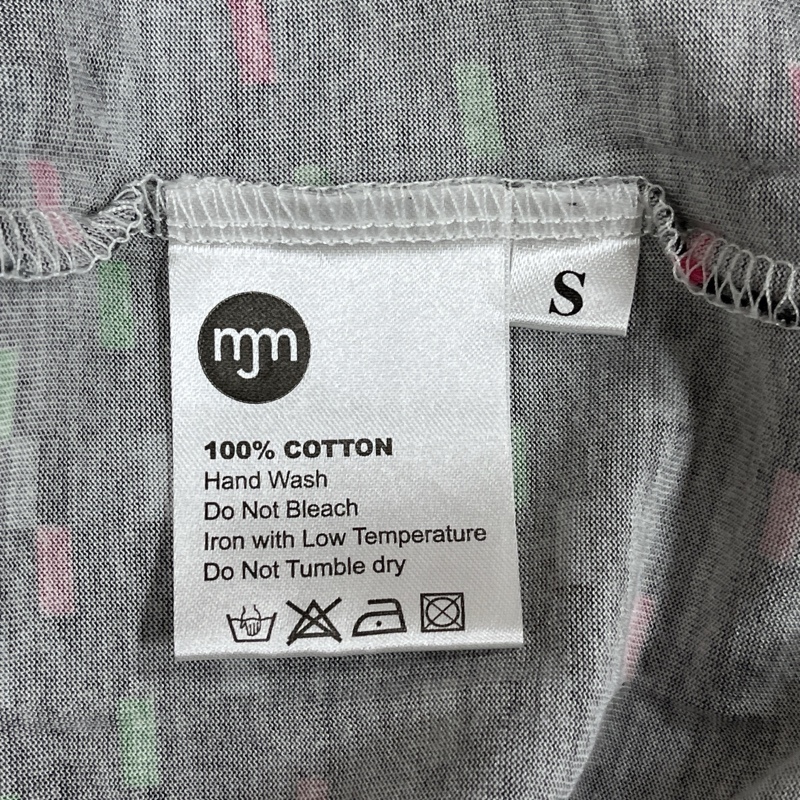 mjm
S
100% COTTON
Hand Wash
Do Not Bleach
Iron with Low Temperature
Do Not Tumble dry